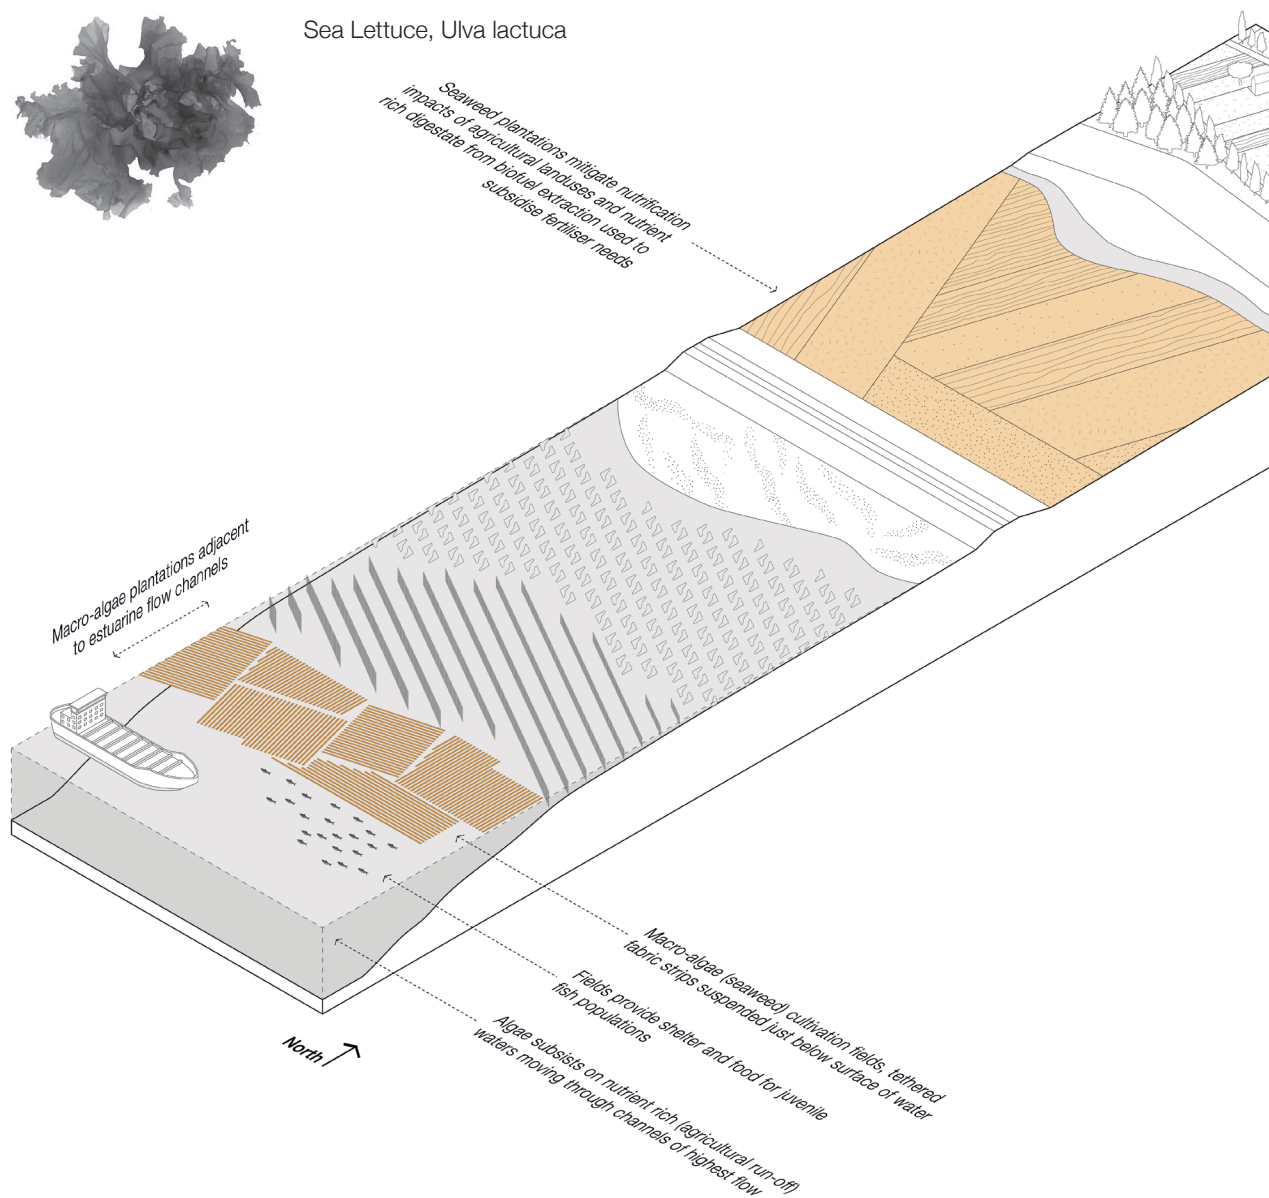 Sea Lettuce, Ulva lactuca
Seaweed plantations mitigate nutrification
impacts of agricultural landuses and nutrient
rich digestate from biofuel extraction used to
subsidise fertiliser needs
Macro-algae plantations adjacent
to estuarine flow channels
Macro-algae (seaweed) cultivation fields, tethered
fabric strips suspended just below surface of water
Fields provide shelter and food for juvenile
fish populations
Algae subsists on nutrient rich (agricultural run-off)
waters moving through channels of highest flow
North